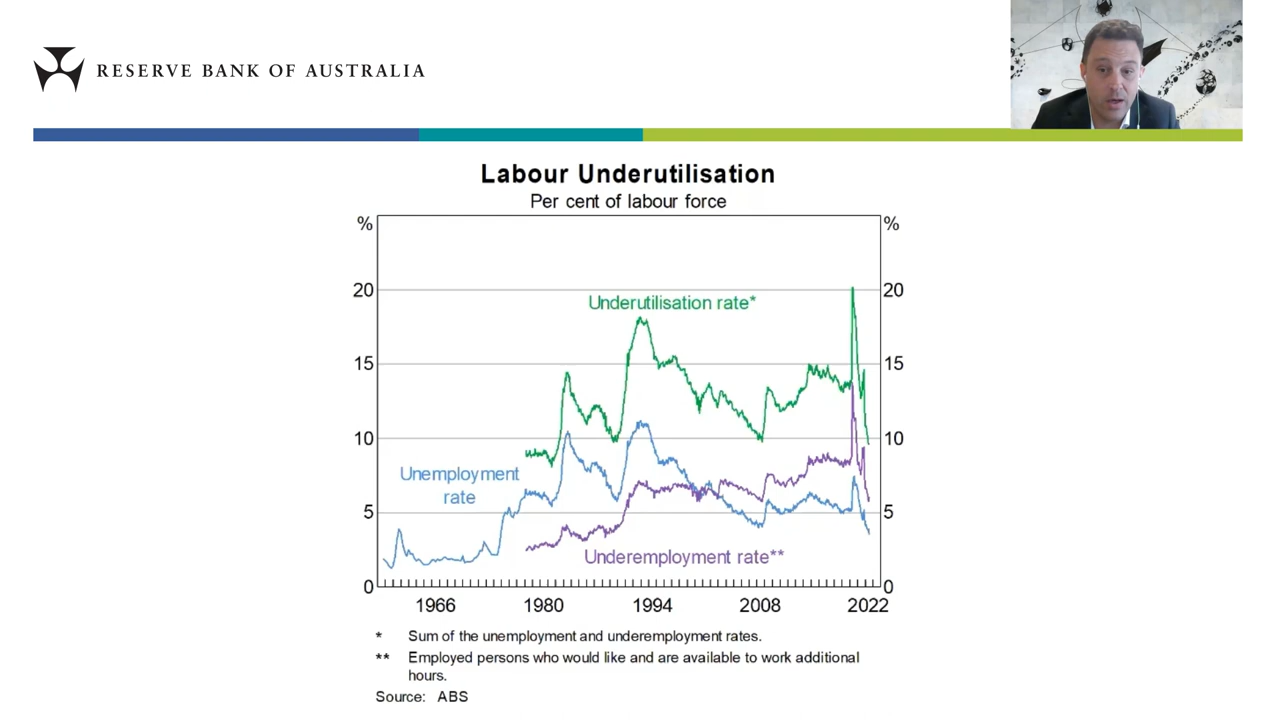 RESERVE BANK OF AUSTRALIA
Labour Underutilisation
Per cent of labour force
% %
Underutilisation rate*
20 20
15 15
10 10
Unemployment
rate
5 5
Underemployment rate**
0 0
1966 1980 1994 2008 2022
* Sum of the unemployment and underemployment rates.
** Employed persons who would like and are available to work additional
hours.
Source: ABS